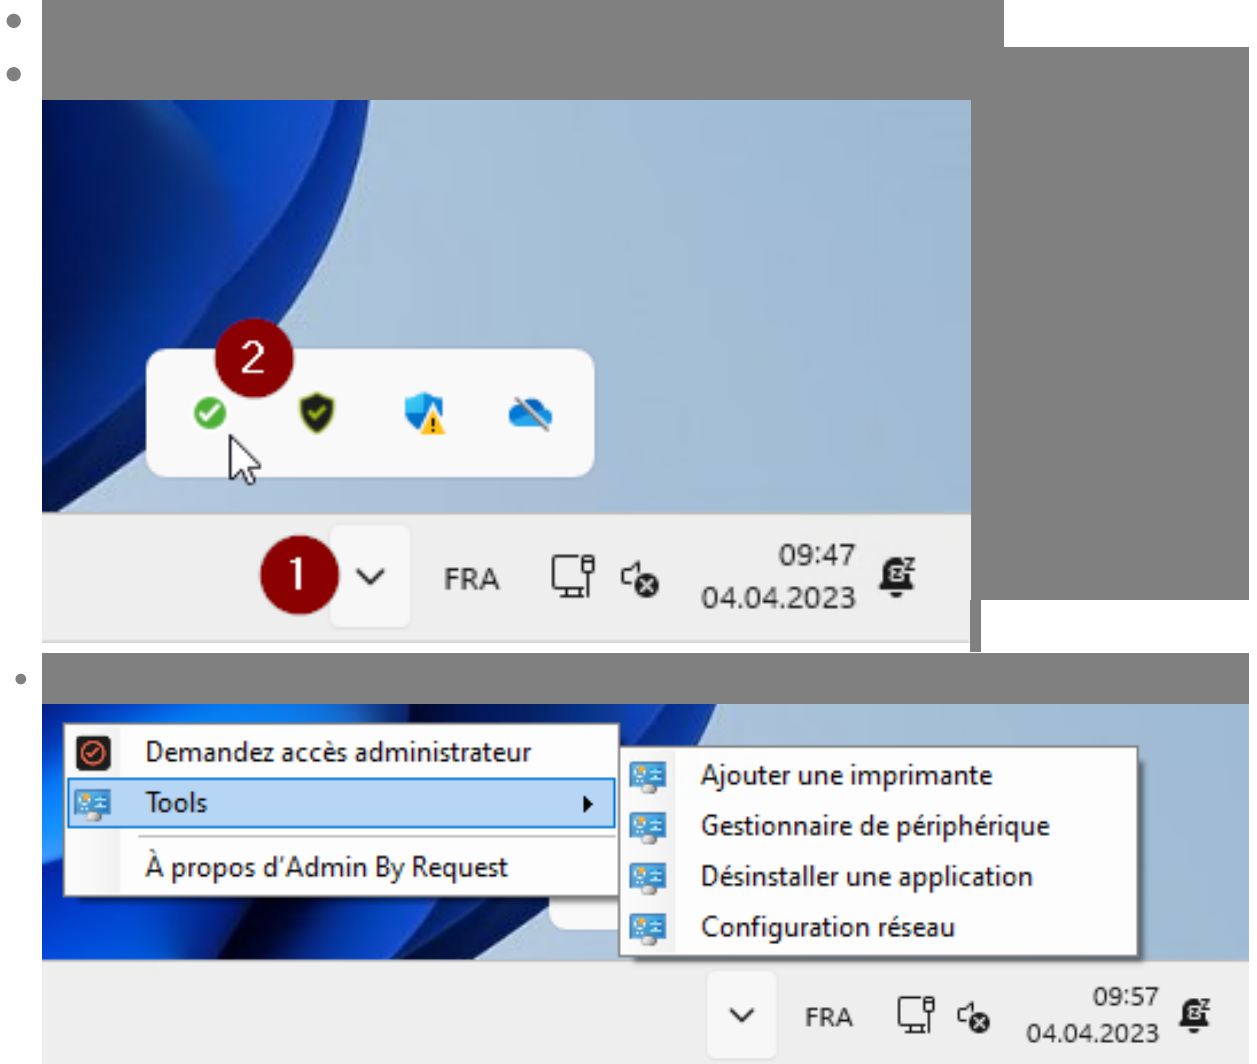 2
1
FRA
09:47
04.04.2023
Demandez accès administrateur
Tools
À propos d'Admin By Request
Ajouter une imprimante
Gestionnaire de périphérique
Désinstaller une application
Configuration réseau
FRA
09:57
04.04.2023